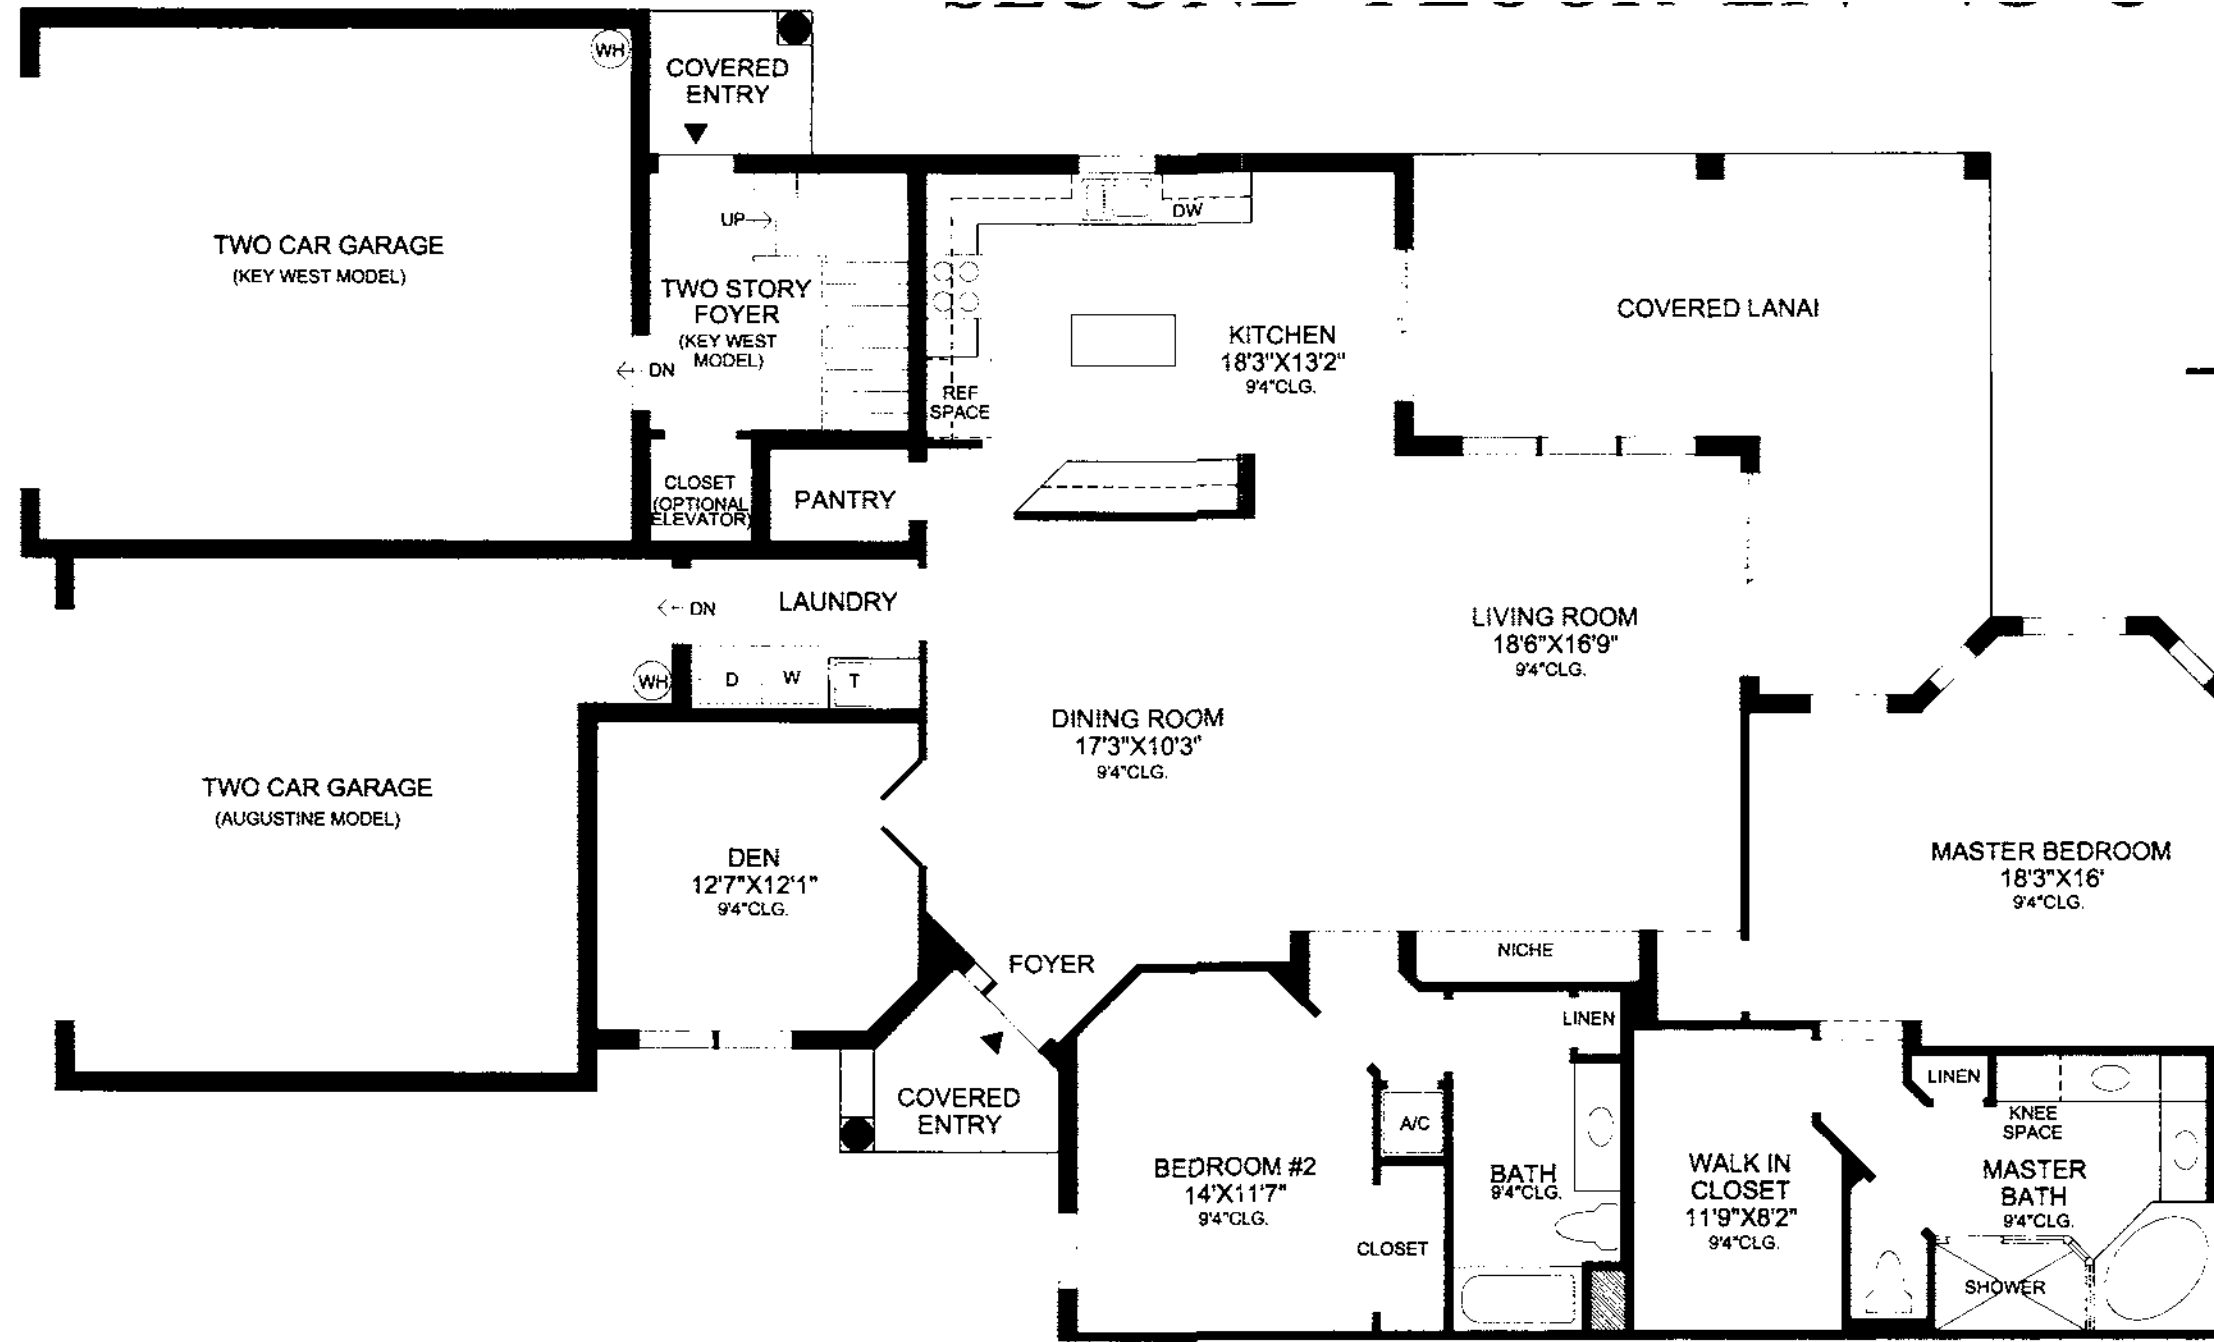 WH
COVERED
ENTRY
UP
DW
TWO CAR GARAGE
(KEY WEST MODEL)
TWO STORY
FOYER
(KEY WEST
MODEL)
DN
KITCHEN
18'3"X13'2"
9'4"CLG.
REF
SPACE
COVERED LANAI
CLOSET
(OPTIONAL
ELEVATOR)
PANTRY
DN
LAUNDRY
WH
D
W
T
LIVING ROOM
18'6"X16'9"
9'4"CLG.
DINING ROOM
17'3"X10'3"
9'4"CLG.
TWO CAR GARAGE
(AUGUSTINE MODEL)
DEN
12'7"X12'1"
9'4"CLG.
MASTER BEDROOM
18'3"X16'
9'4"CLG.
FOYER
NICHE
LINEN
COVERED
ENTRY
A/C
LINEN
KNEE
SPACE
BEDROOM #2
14'X11'7"
9'4"CLG.
BATH
9'4"CLG.
WALK IN
CLOSET
11'9"X8'2"
9'4"CLG.
MASTER
BATH
9'4"CLG.
CLOSET
SHOWER